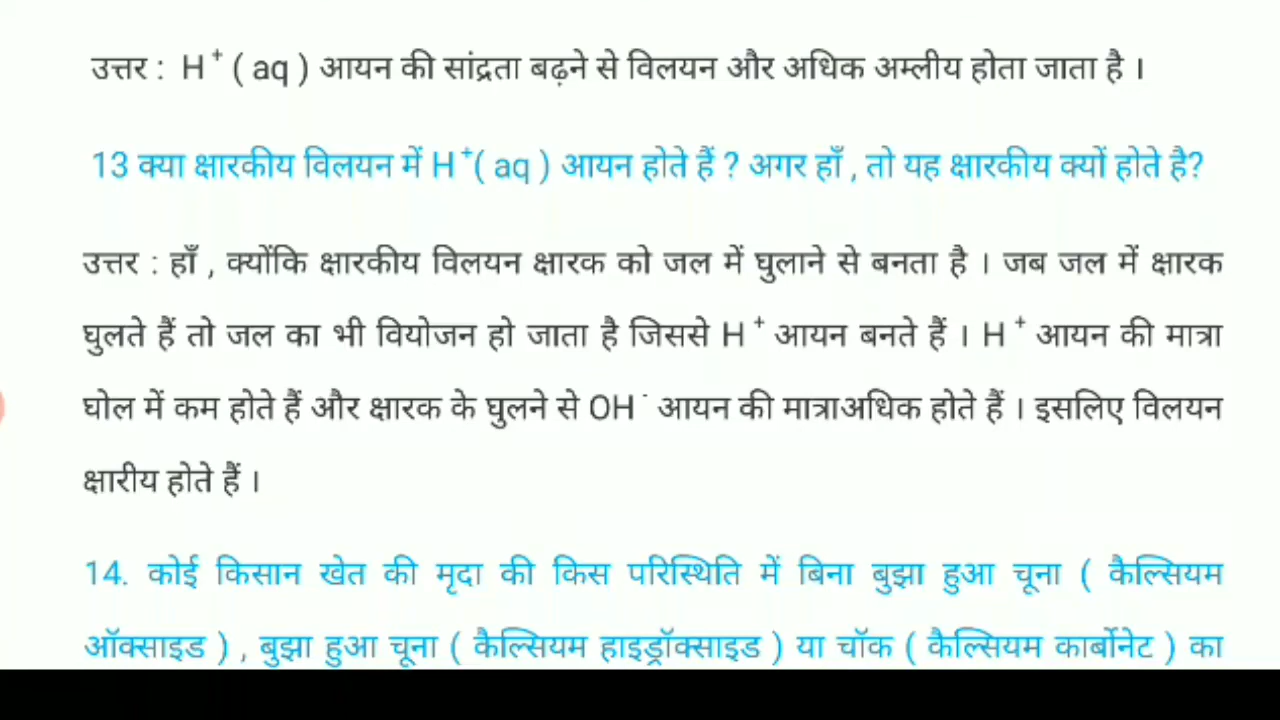 उत्तर : H⁺ ( aq ) आयन की सांद्रता बढ़ने से विलयन और अधिक अम्लीय होता जाता है ।
13 क्या क्षारकीय विलयन में H⁺( aq ) आयन होते हैं ? अगर हाँ , तो यह क्षारकीय क्यों होते है?
उत्तर : हाँ , क्योंकि क्षारकीय विलयन क्षारक को जल में घुलाने से बनता है । जब जल में क्षारक
घुलते हैं तो जल का भी वियोजन हो जाता है जिससे H⁺ आयन बनते हैं । H⁺ आयन की मात्रा
घोल में कम होते हैं और क्षारक के घुलने से OH⁻ आयन की मात्राअधिक होते हैं । इसलिए विलयन
क्षारीय होते हैं ।
14. कोई किसान खेत की मृदा की किस परिस्थिति में बिना बुझा हुआ चूना ( कैल्सियम
ऑक्साइड ) , बुझा हुआ चूना ( कैल्सियम हाइड्रॉक्साइड ) या चॉक ( कैल्सियम कार्बोनेट ) का